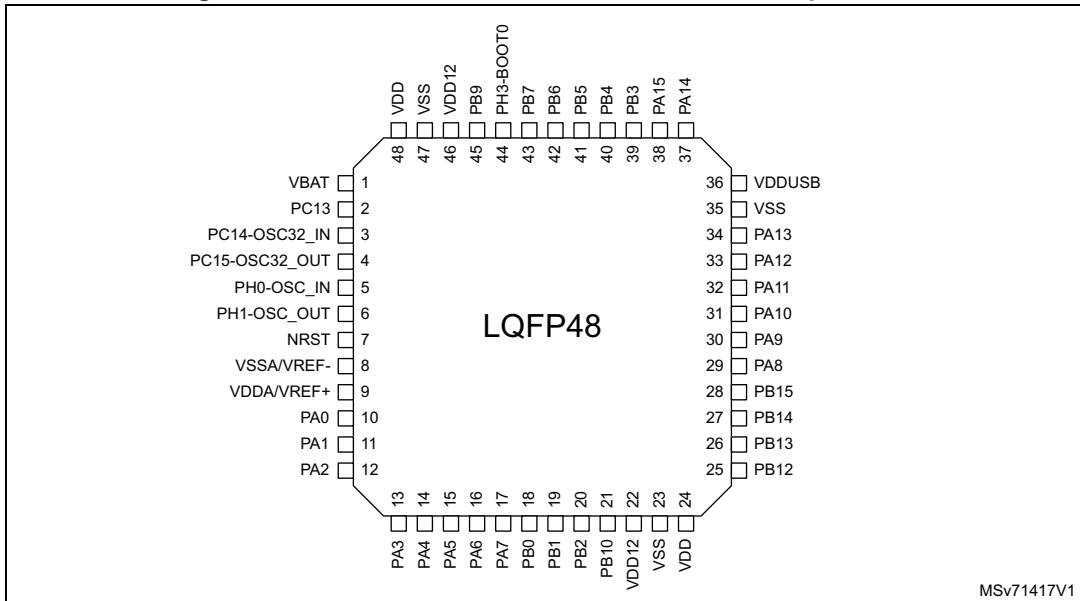 VDD
VSS
VDD12
PB9
PH3-BOOT0
PB7
PB6
PB5
PB4
PB3
PA15
PA14
48
47
46
45
44
43
42
41
40
39
38
37
VBAT 1
PC13 2
PC14-OSC32_IN 3
PC15-OSC32_OUT 4
PH0-OSC_IN 5
PH1-OSC_OUT 6
NRST 7
VSSA/VREF- 8
VDDA/VREF+ 9
PA0 10
PA1 11
PA2 12
LQFP48
36 VDDUSB
35 VSS
34 PA13
33 PA12
32 PA11
31 PA10
30 PA9
29 PA8
28 PB15
27 PB14
26 PB13
25 PB12
13
14
15
16
17
18
19
20
21
22
23
24
PA3
PA4
PA5
PA6
PA7
PB0
PB1
PB2
PB10
VDD12
VSS
VDD
MSv71417V1